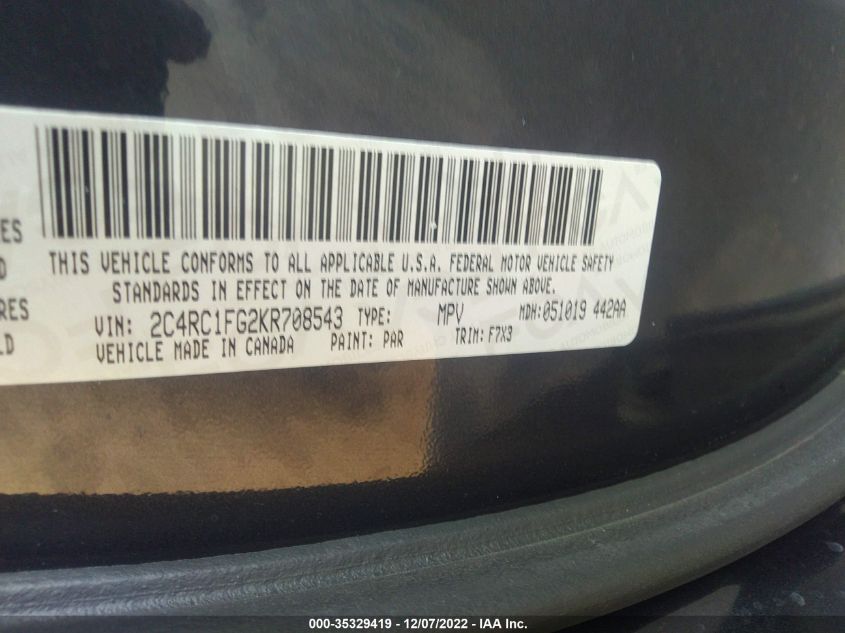 THIS VEHICLE CONFORMS TO ALL APPLICABLE U.S.A. FEDERAL MOTOR VEHICLE SAFETY
STANDARDS IN EFFECT ON THE DATE OF MANUFACTURE SHOWN ABOVE.
VIN: 2C4RC1FG2KR708543 TYPE: MPV MDH:051019 442AA
VEHICLE MADE IN CANADA PAINT: PAR TRIM: F7X9
000-35329419 - 12/07/2022 - IAA Inc.